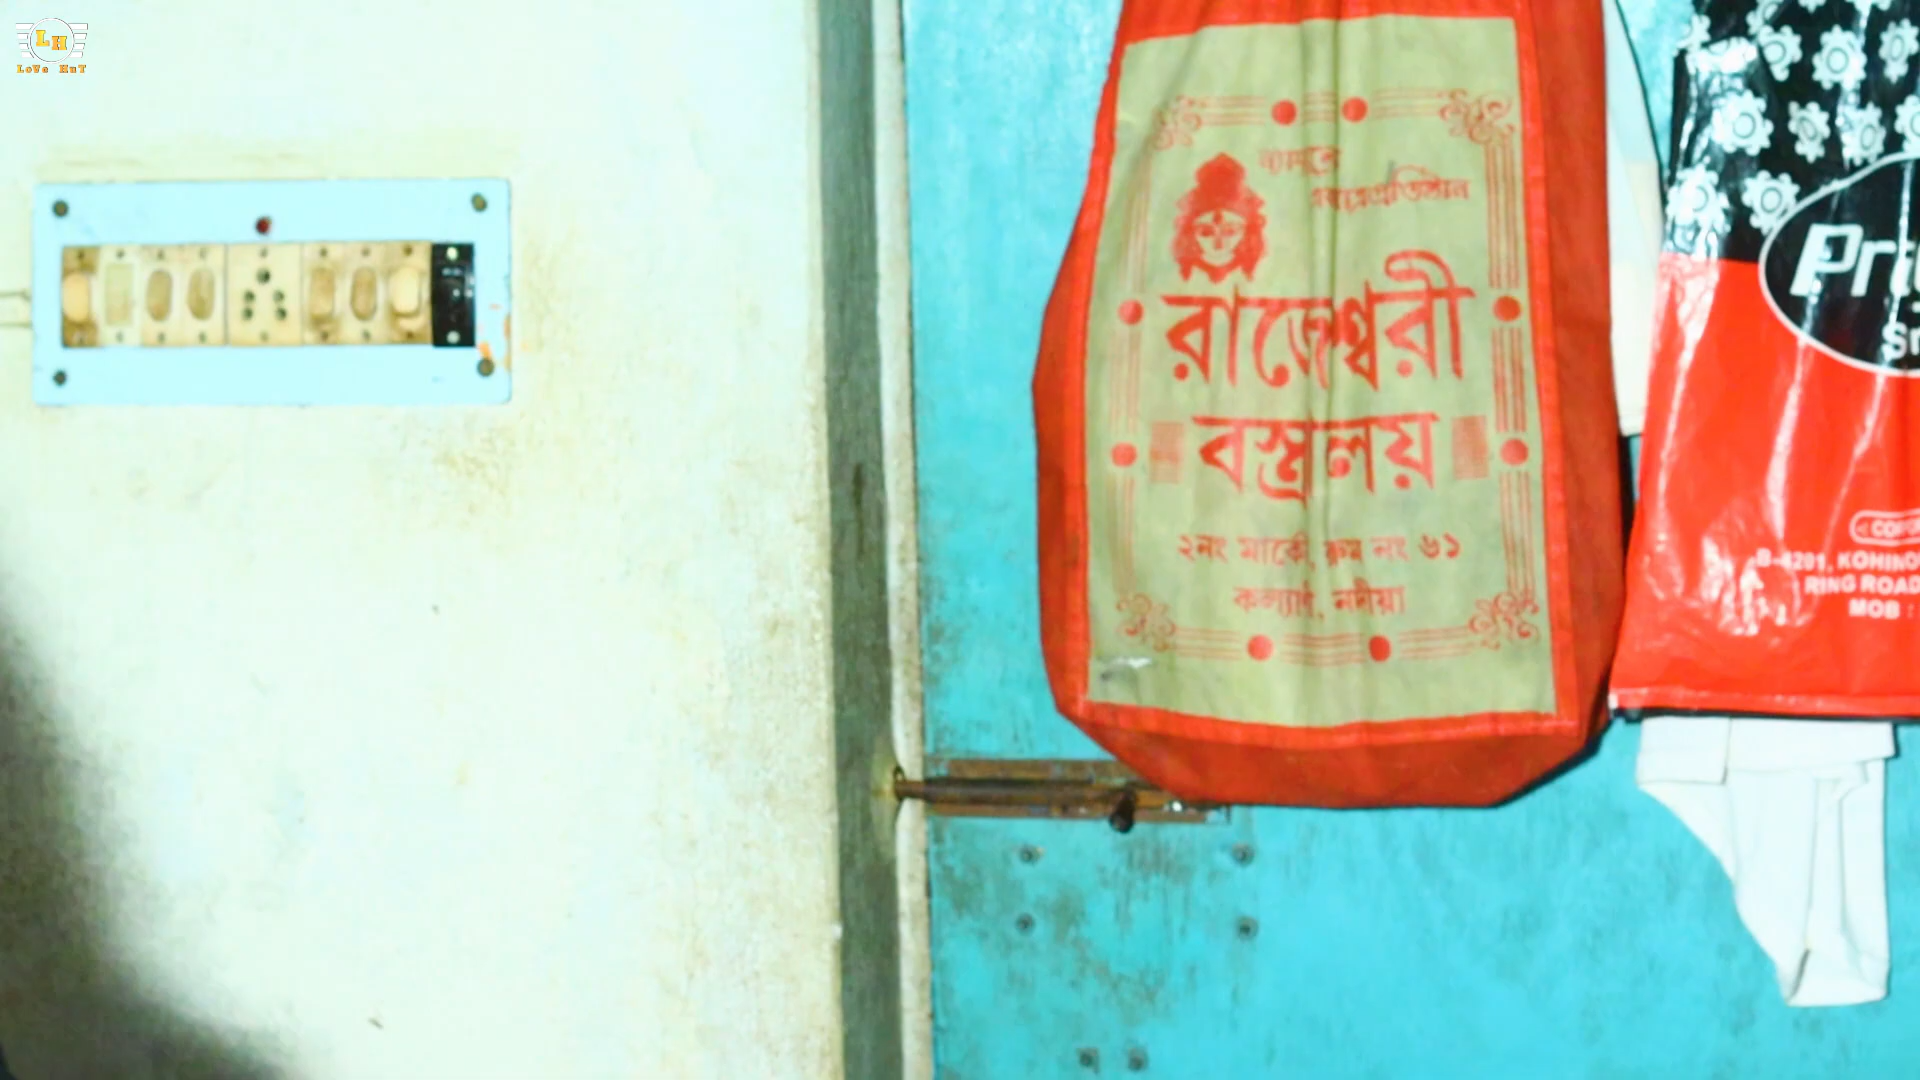 LH
LoVe HuT
রাজেশ্বরী
বস্ত্রালয়
২নং মার্কেট, রুম নং ৬১
কল্যাণী, নদীয়া
B-4201, KOHINO
RING ROAD
MOB :